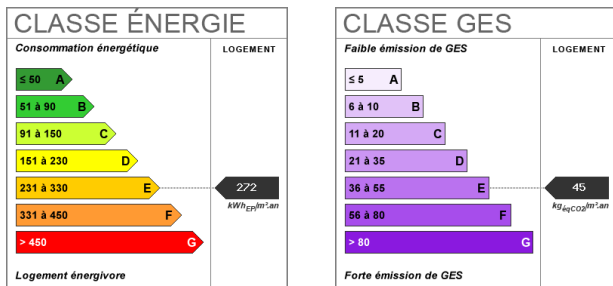 CLASSE ÉNERGIE
Consommation énergétique
LOGEMENT
≤ 50 A
51 à 90 B
91 à 150 C
151 à 230 D
231 à 330 E
272
kWhEP/m².an
331 à 450 F
> 450 G
Logement énergivore
CLASSE GES
Faible émission de GES
LOGEMENT
≤ 5 A
6 à 10 B
11 à 20 C
21 à 35 D
36 à 55 E
45
kgéqCO2/m².an
56 à 80 F
> 80 G
Forte émission de GES